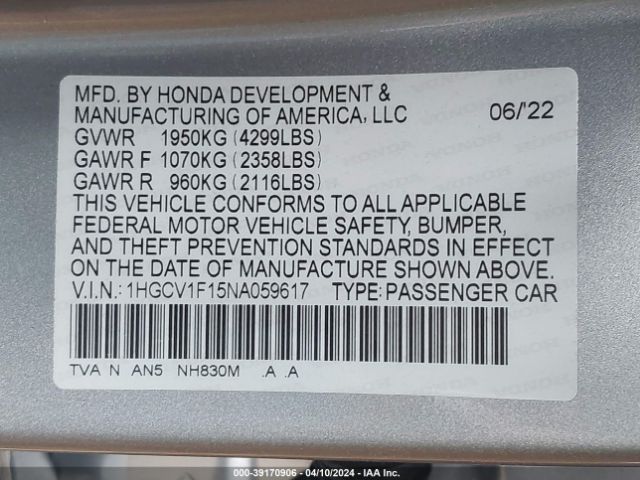 MFD. BY HONDA DEVELOPMENT &
MANUFACTURING OF AMERICA, LLC 06/'22
GVWR 1950KG (4299LBS)
GAWR F 1070KG (2358LBS)
GAWR R 960KG (2116LBS)
THIS VEHICLE CONFORMS TO ALL APPLICABLE
FEDERAL MOTOR VEHICLE SAFETY, BUMPER,
AND THEFT PREVENTION STANDARDS IN EFFECT
ON THE DATE OF MANUFACTURE SHOWN ABOVE.
V.I.N.: 1HGCV1F15NA059617 TYPE: PASSENGER CAR
TVA N AN5 NH830M .A .A
000-39170906 - 04/10/2024 - IAA Inc.